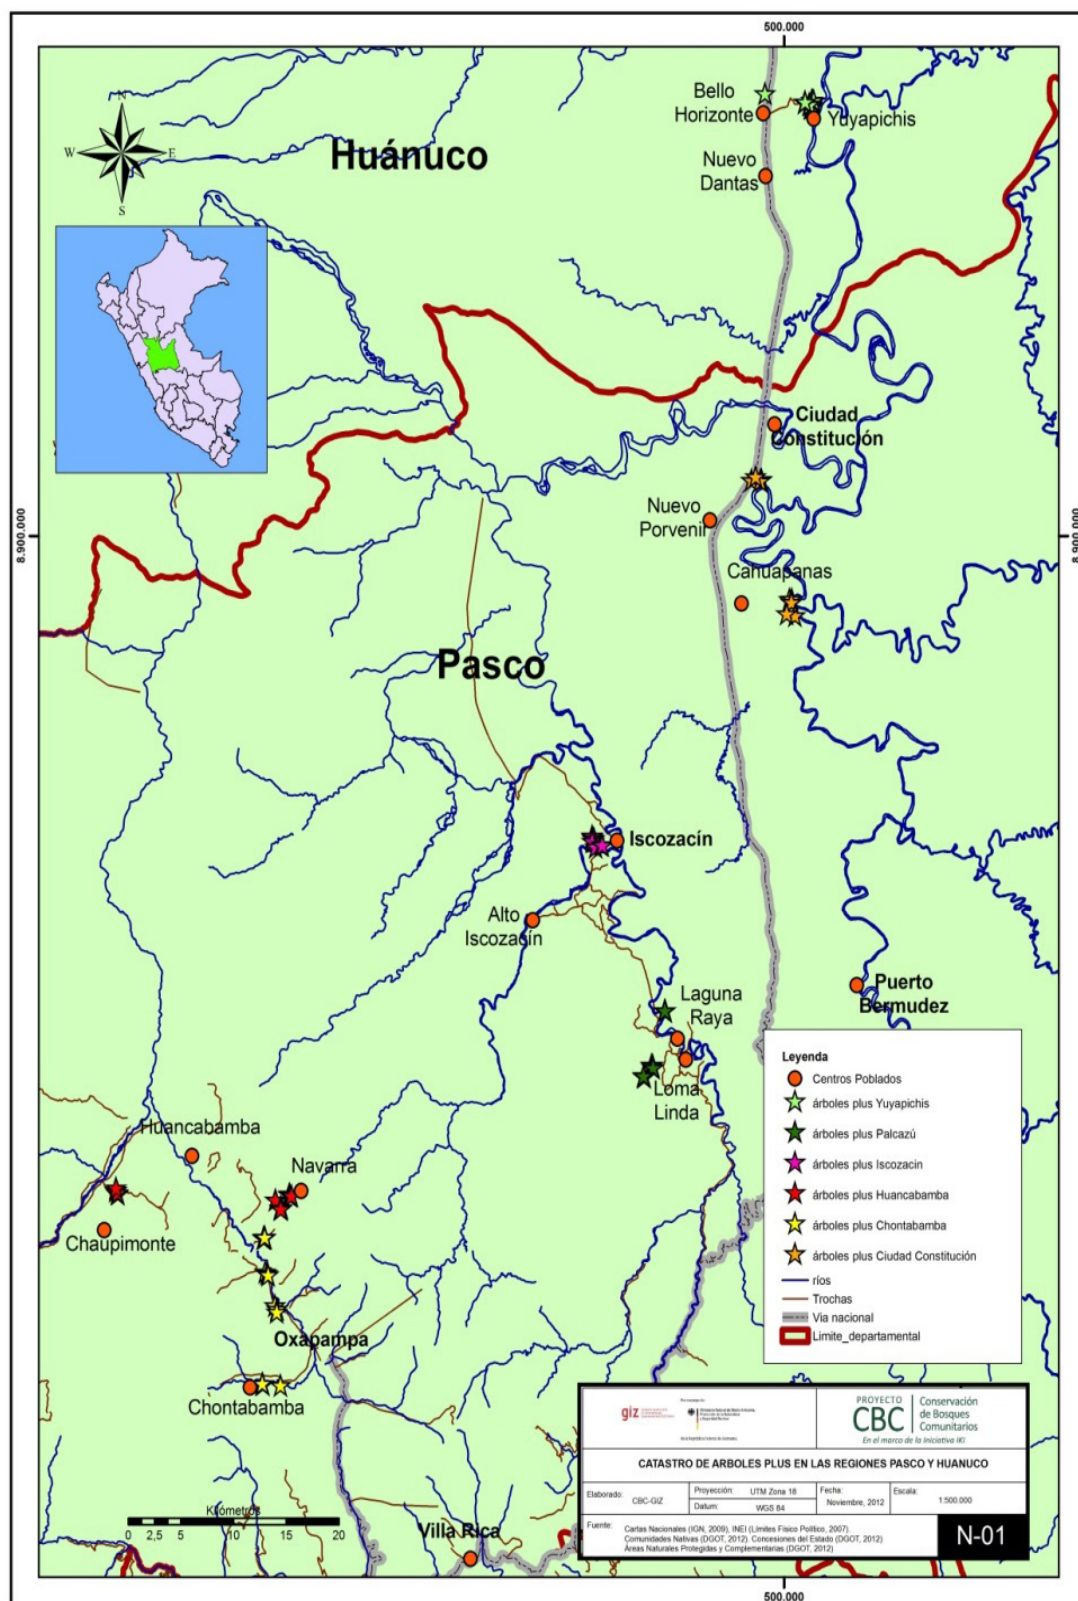 500.000
N
W
E
S
Huánuco
Bello
Horizonte
Yuyapichis
Nuevo
Dantas
Ciudad
Constitución
Nuevo
Porvenir
8.900.000
8.900.000
Cahuapanas
Pasco
Iscozacín
Alto
Iscozacín
Laguna
Raya
Puerto
Bermudez
Loma
Linda
Huancabamba
Navarra
Chaupimonte
Oxapampa
Chontabamba
Villa Rica
Leyenda
Centros Poblados
árboles plus Yuyapichis
árboles plus Palcazú
árboles plus Iscozacin
árboles plus Huancabamba
árboles plus Chontabamba
árboles plus Ciudad Constitución
ríos
Trochas
Via nacional
Limite_departamental
Kilómetros
0 2,5 5 10 15 20
giz
PROYECTO
CBC
Conservación
de Bosques
Comunitarios
En el marco de la Iniciativa IKI
CATASTRO DE ARBOLES PLUS EN LAS REGIONES PASCO Y HUANUCO
Elaborado: CBC-GIZ
Proyección: UTM Zona 18
Datum: WGS 84
Fecha: Noviembre, 2012
Escala: 1:500.000
Fuente: Cartas Nacionales (IGN, 2009), INEI (Límites Físico Político, 2007).
Comunidades Nativas (DGOT, 2012). Concesiones del Estado (DGOT, 2012)
Áreas Naturales Protegidas y Complementarias (DGOT, 2012)
N-01
500.000